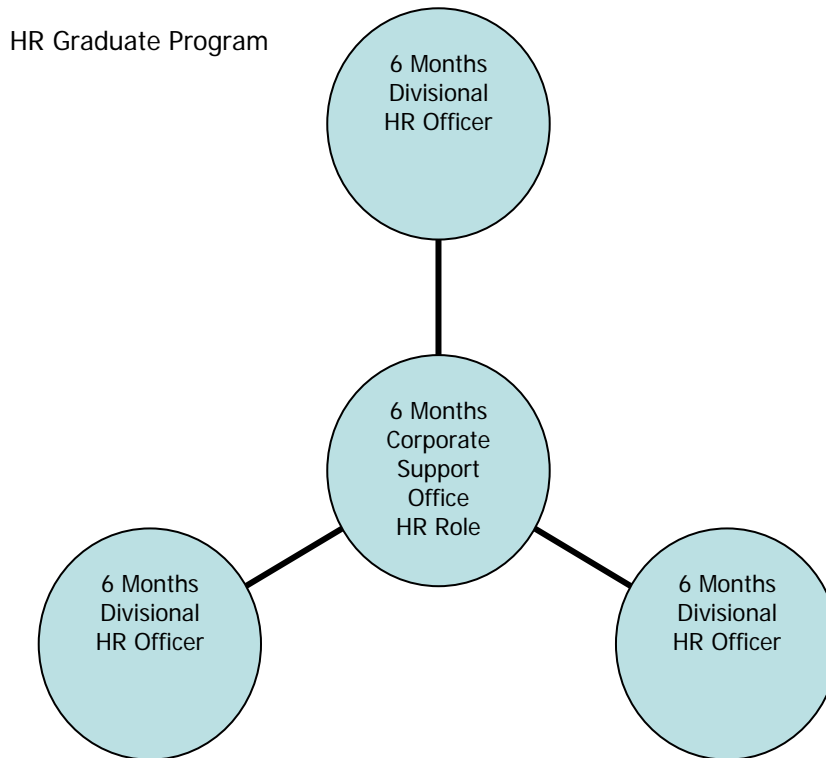 HR Graduate Program
6 Months
Divisional
HR Officer
6 Months
Corporate
Support
Office
HR Role
6 Months
Divisional
HR Officer
6 Months
Divisional
HR Officer